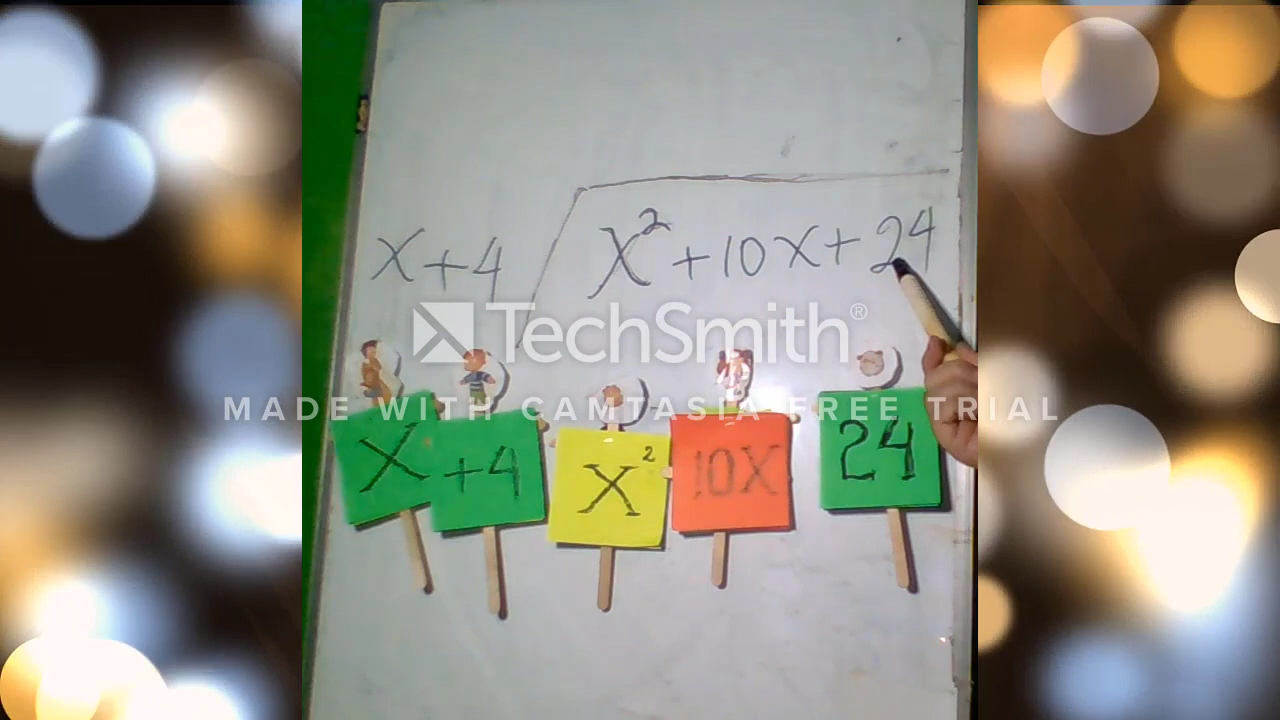 x+4 x²+10x+24
TechSmith®
MADE WITH CAMTASIA FREE TRIAL
X +4 X² 10X 24